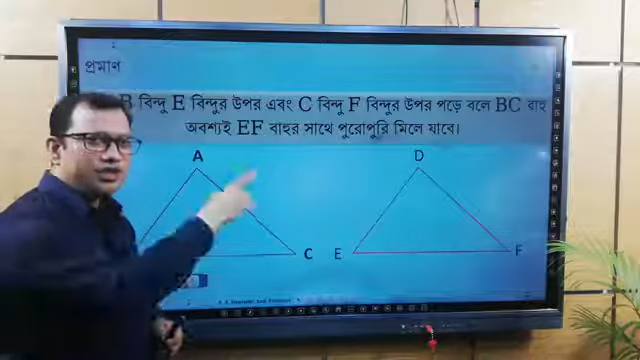 প্রমাণ
B বিন্দু E বিন্দুর উপর এবং C বিন্দু F বিন্দুর উপর পড়ে বলে BC বাহু
অবশ্যই EF বাহুর সাথে পুরোপুরি মিলে যাবে।
A
D
C
E
F